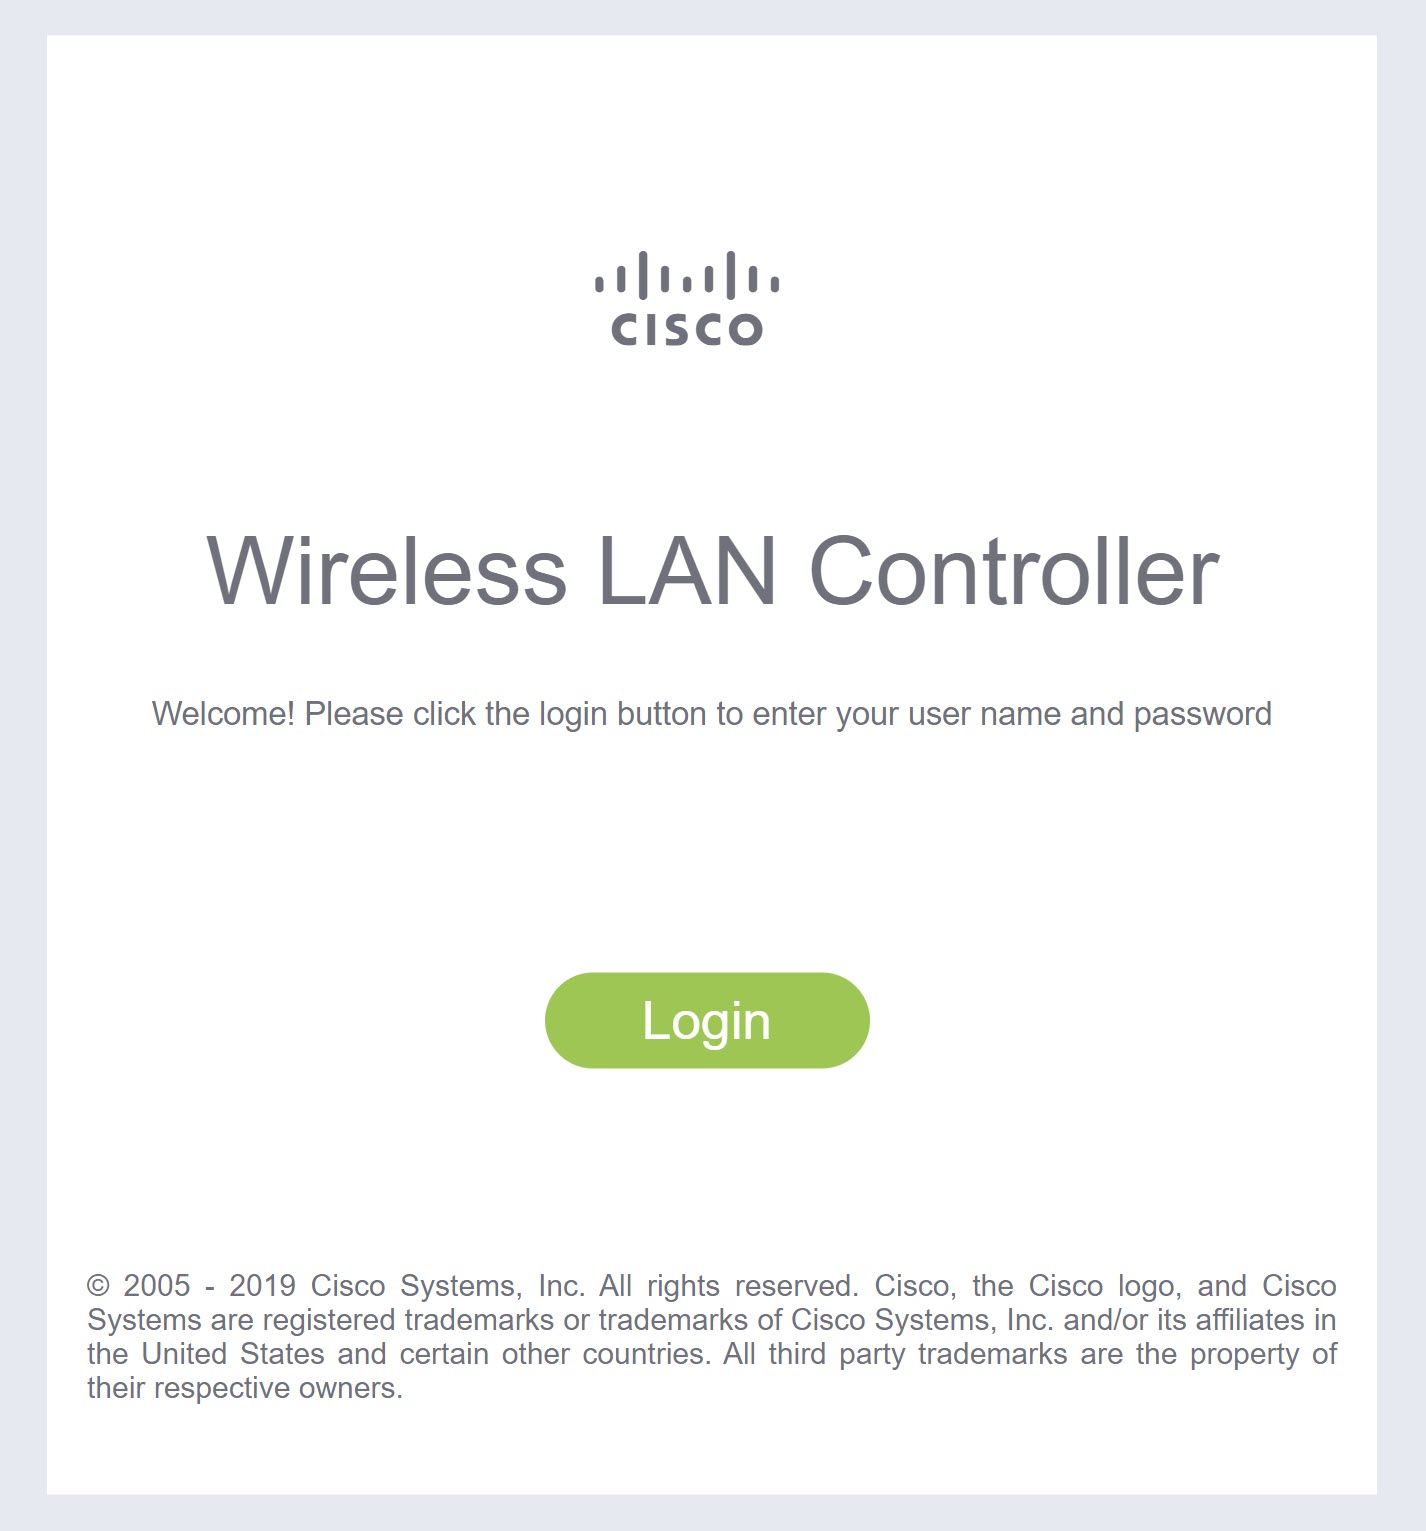 CISCO
Wireless LAN Controller
Welcome! Please click the login button to enter your user name and password
Login
© 2005 - 2019 Cisco Systems, Inc. All rights reserved. Cisco, the Cisco logo, and Cisco
Systems are registered trademarks or trademarks of Cisco Systems, Inc. and/or its affiliates in
the United States and certain other countries. All third party trademarks are the property of
their respective owners.